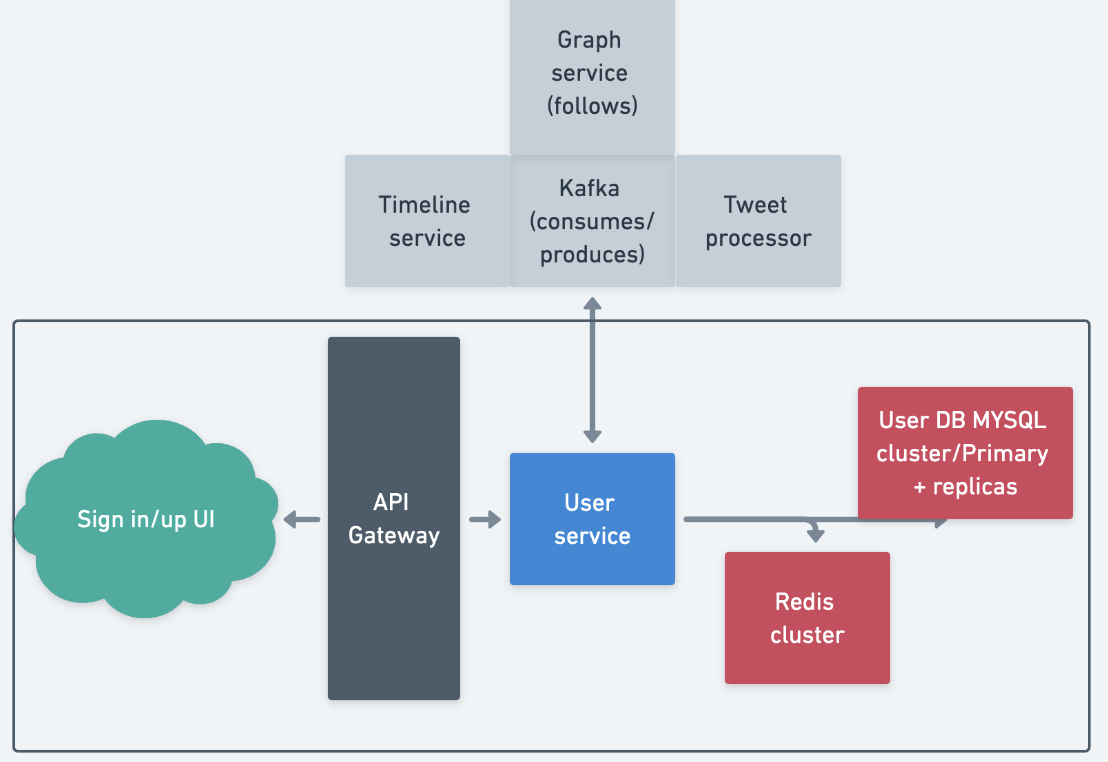 Graph
service
(follows)
Timeline
service
Kafka
(consumes/
produces)
Tweet
processor
Sign in/up UI
API
Gateway
User
service
User DB MYSQL
cluster/Primary
+ replicas
Redis
cluster